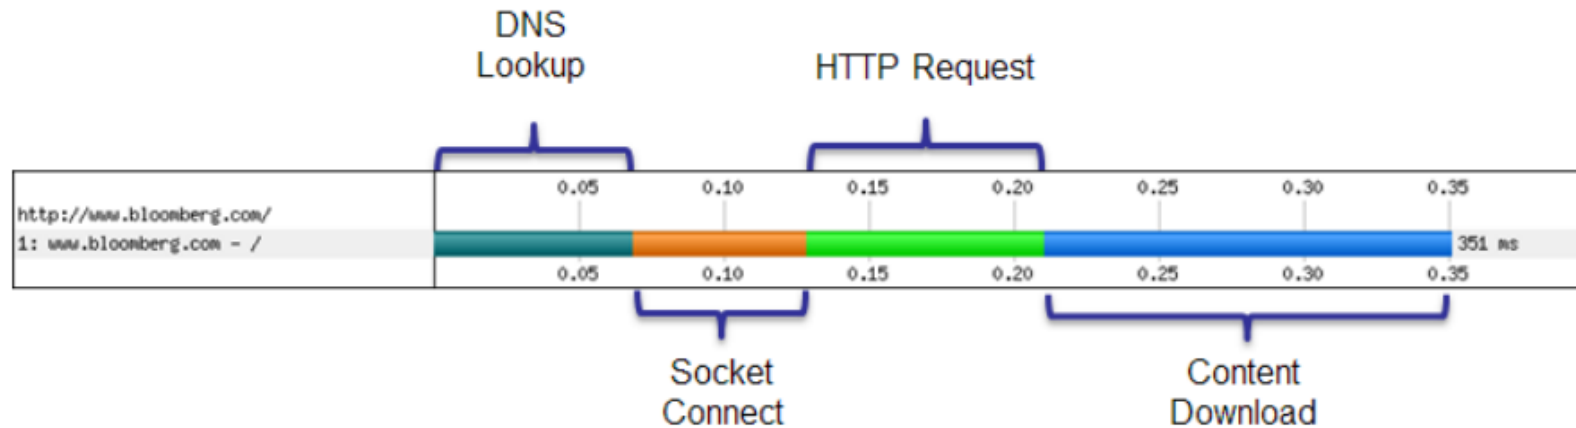 DNS
Lookup
HTTP Request
0.05 0.10 0.15 0.20 0.25 0.30 0.35
http://www.bloomberg.com/
1: www.bloomberg.com - /
351 ms
0.05 0.10 0.15 0.20 0.25 0.30 0.35
Socket
Connect
Content
Download